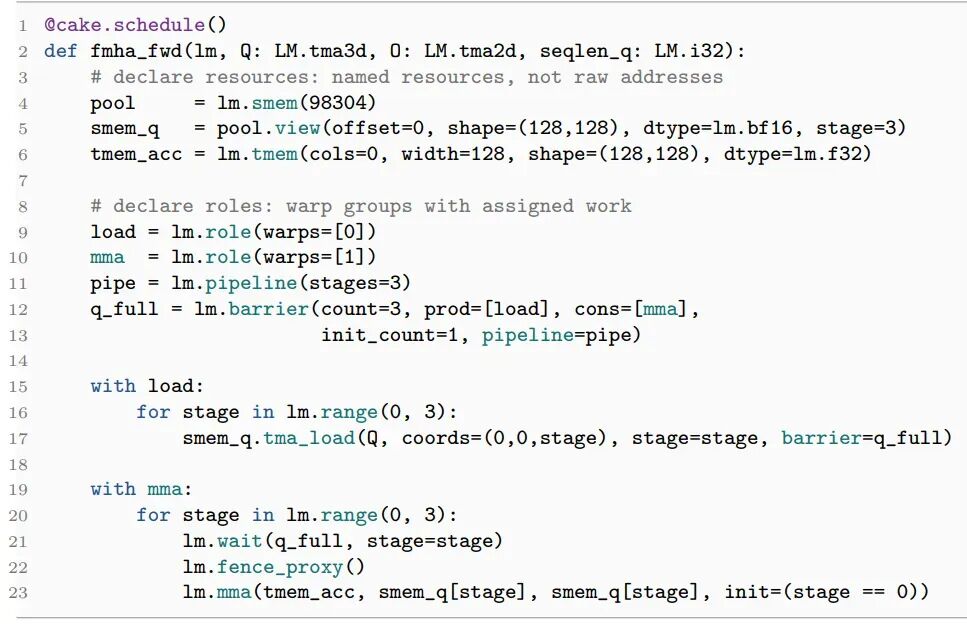 1 @cake.schedule()
2 def fmha_fwd(lm, Q: LM.tma3d, O: LM.tma2d, seqlen_q: LM.i32):
3     # declare resources: named resources, not raw addresses
4     pool     = lm.smem(98304)
5     smem_q   = pool.view(offset=0, shape=(128,128), dtype=lm.bf16, stage=3)
6     tmem_acc = lm.tmem(cols=0, width=128, shape=(128,128), dtype=lm.f32)
7
8     # declare roles: warp groups with assigned work
9     load = lm.role(warps=[0])
10     mma  = lm.role(warps=[1])
11     pipe = lm.pipeline(stages=3)
12     q_full = lm.barrier(count=3, prod=[load], cons=[mma],
13                         init_count=1, pipeline=pipe)
14
15     with load:
16         for stage in lm.range(0, 3):
17             smem_q.tma_load(Q, coords=(0,0,stage), stage=stage, barrier=q_full)
18
19     with mma:
20         for stage in lm.range(0, 3):
21             lm.wait(q_full, stage=stage)
22             lm.fence_proxy()
23             lm.mma(tmem_acc, smem_q[stage], smem_q[stage], init=(stage == 0))